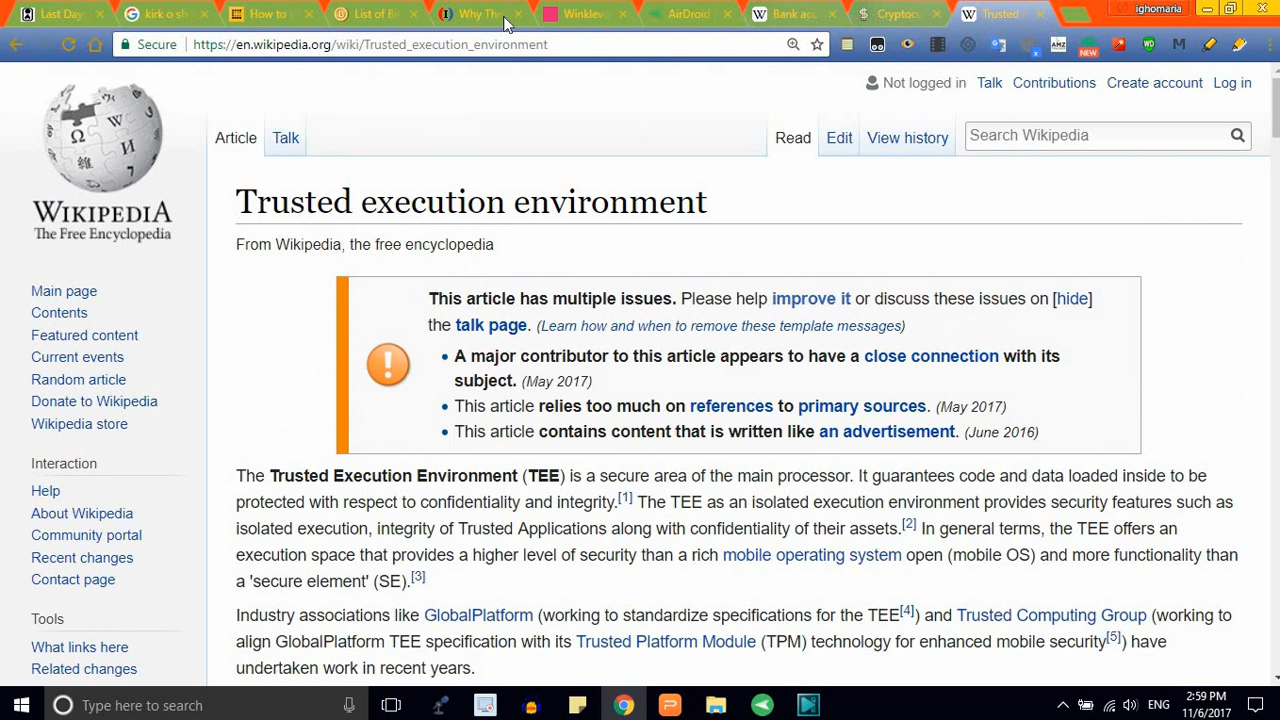 Last Day
kirk o sh
How to
List of B
Why The
Winklev
AirDroid
Bank acc
Cryptocu
Trusted
ighomaria
Secure https://en.wikipedia.org/wiki/Trusted_execution_environment
AMZ
NEW
WD
M
Not logged in Talk Contributions Create account Log in
Article Talk Read Edit View history Search Wikipedia
WIKIPEDIA
The Free Encyclopedia
Main page
Contents
Featured content
Current events
Random article
Donate to Wikipedia
Wikipedia store
Interaction
Help
About Wikipedia
Community portal
Recent changes
Contact page
Tools
What links here
Related changes
Trusted execution environment
From Wikipedia, the free encyclopedia
This article has multiple issues. Please help improve it or discuss these issues on [hide]
the talk page. (Learn how and when to remove these template messages)
• A major contributor to this article appears to have a close connection with its
subject. (May 2017)
• This article relies too much on references to primary sources. (May 2017)
• This article contains content that is written like an advertisement. (June 2016)
The Trusted Execution Environment (TEE) is a secure area of the main processor. It guarantees code and data loaded inside to be
protected with respect to confidentiality and integrity.[1] The TEE as an isolated execution environment provides security features such as
isolated execution, integrity of Trusted Applications along with confidentiality of their assets.[2] In general terms, the TEE offers an
execution space that provides a higher level of security than a rich mobile operating system open (mobile OS) and more functionality than
a 'secure element' (SE).[3]
Industry associations like GlobalPlatform (working to standardize specifications for the TEE[4]) and Trusted Computing Group (working to
align GlobalPlatform TEE specification with its Trusted Platform Module (TPM) technology for enhanced mobile security[5]) have
undertaken work in recent years.
Type here to search
ENG
2:59 PM
11/6/2017